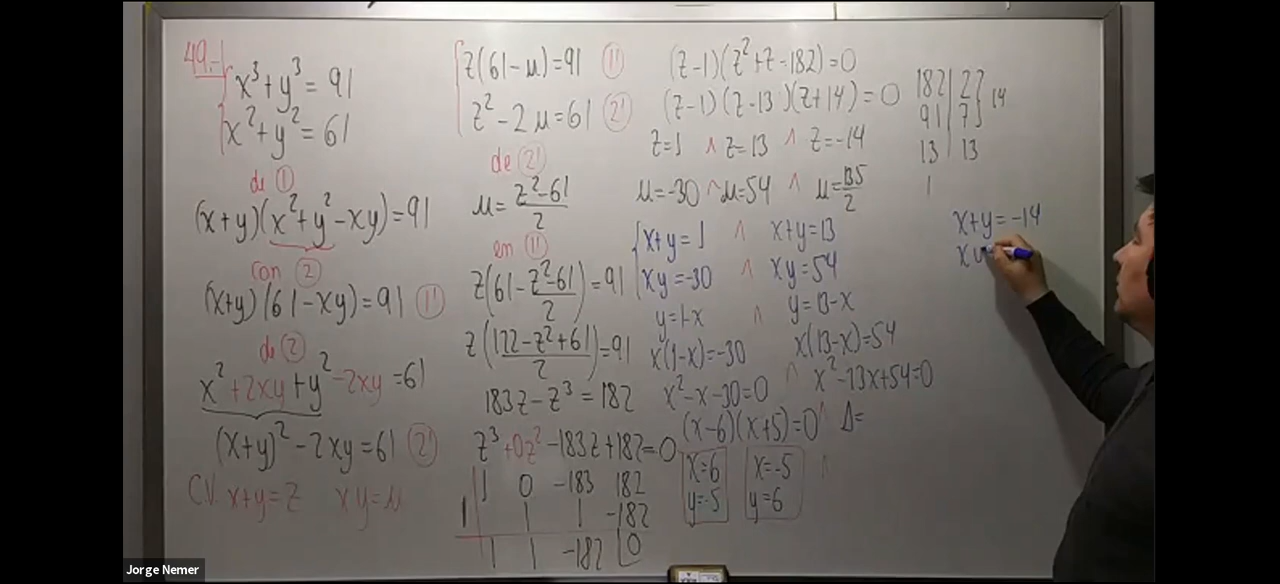 49.-
x³ + y³ = 91
x² + y² = 61
de ①
(x+y)(x² + y² - xy) = 91
con ②
(x+y)(61 - xy) = 91 (1')
de ②
x² + 2xy + y² - 2xy = 61
(x+y)² - 2xy = 61 (2')
C.V. x+y = z xy = u
z(61 - u) = 91 (1')
z² - 2u = 61 (2')
de (2')
u = (z² - 61)/2
en (1')
z(61 - (z² - 61)/2) = 91
z((122 - z² + 61)/2) = 91
183z - z³ = 182
z³ + 0z² - 183z + 182 = 0
1 0 -183 182
1 1 1 -182
1 1 -182 0
(z-1)(z² + z - 182) = 0
(z-1)(z-13)(z+14) = 0
z = 1 ∧ z = 13 ∧ z = -14
u = -30 ∧ u = 54 ∧ u = 135/2
x+y = 1 ∧ x+y = 13
xy = -30 ∧ xy = 54
y = 1-x ∧ y = 13-x
x(1-x) = -30 x(13-x) = 54
x² - x - 30 = 0 ∧ x² - 13x + 54 = 0
(x-6)(x+5) = 0 ∧ Δ =
x = 6 x = -5
y = -5 y = 6
182 | 2
91 | 7 } 14
13 | 13
1
x+y = -14
Jorge Nemer